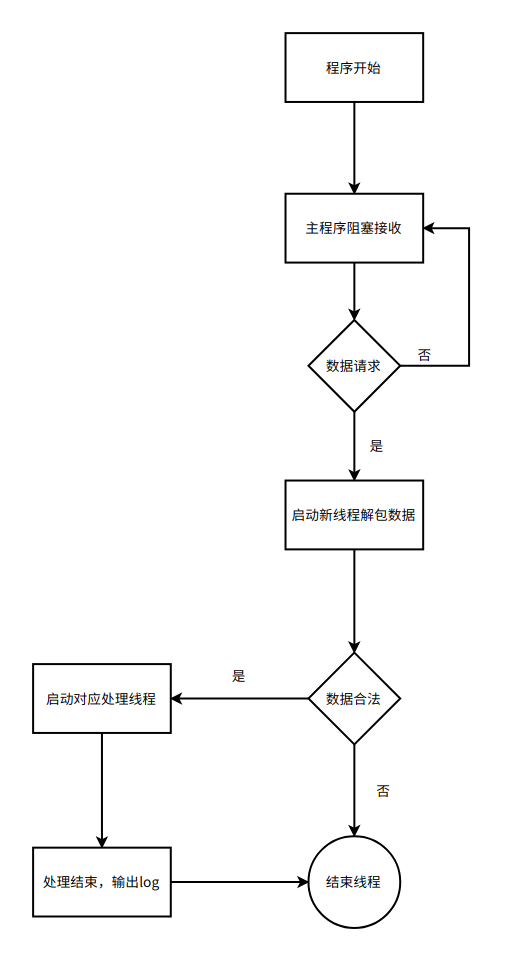 程序开始
主程序阻塞接收
数据请求
否
是
启动新线程解包数据
是
启动对应处理线程
数据合法
否
处理结束，输出log
结束线程